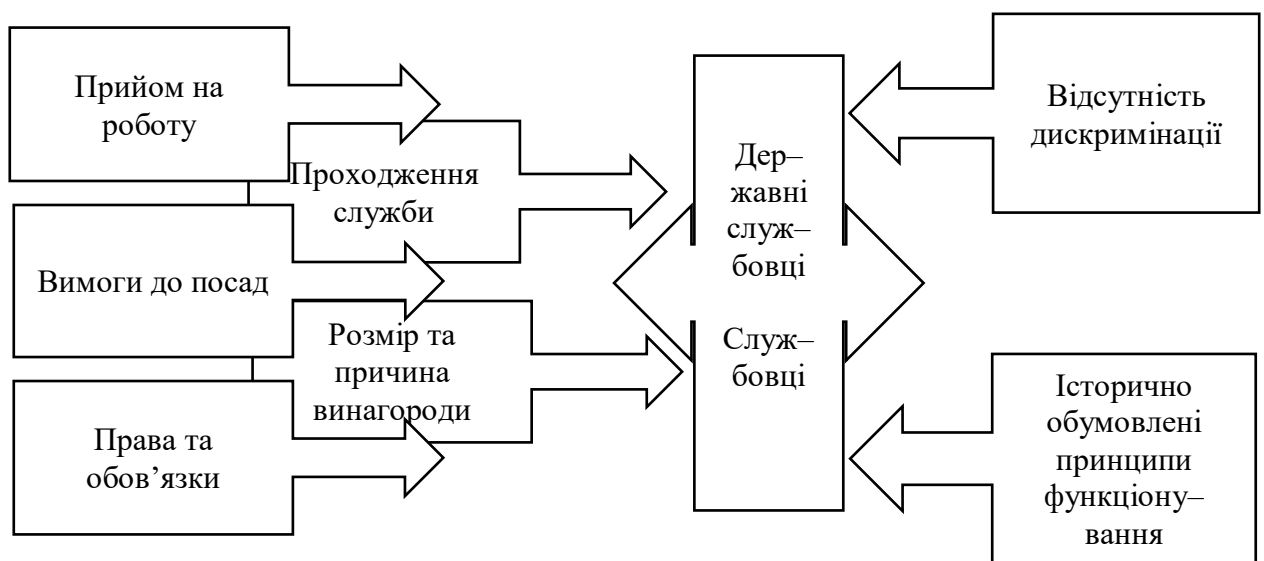 Прийом на
роботу
Проходження
служби
Вимоги до посад
Розмір та
причина
винагороди
Права та
обов’язки
Дер–
жавні
служ–
бовці
Служ–
бовці
Відсутність
дискримінації
Історично
обумовлені
принципи
функціону–
вання